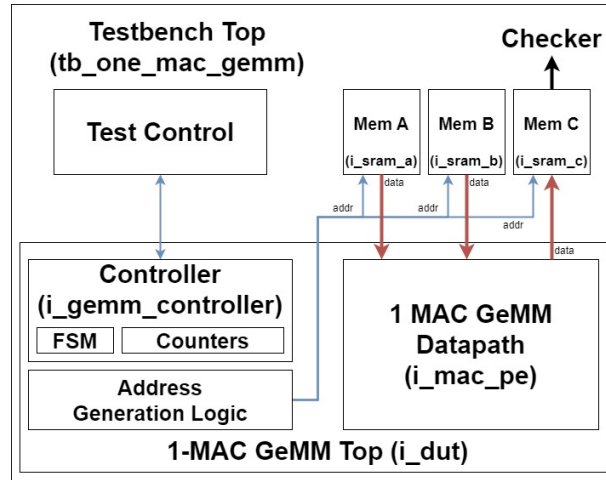 Testbench Top
(tb_one_mac_gemm)
Checker
Test Control
Mem A
(i_sram_a)
Mem B
(i_sram_b)
Mem C
(i_sram_c)
data
data
addr
addr
addr
data
Controller
(i_gemm_controller)
FSM
Counters
1 MAC GeMM
Datapath
(i_mac_pe)
Address
Generation Logic
1-MAC GeMM Top (i_dut)